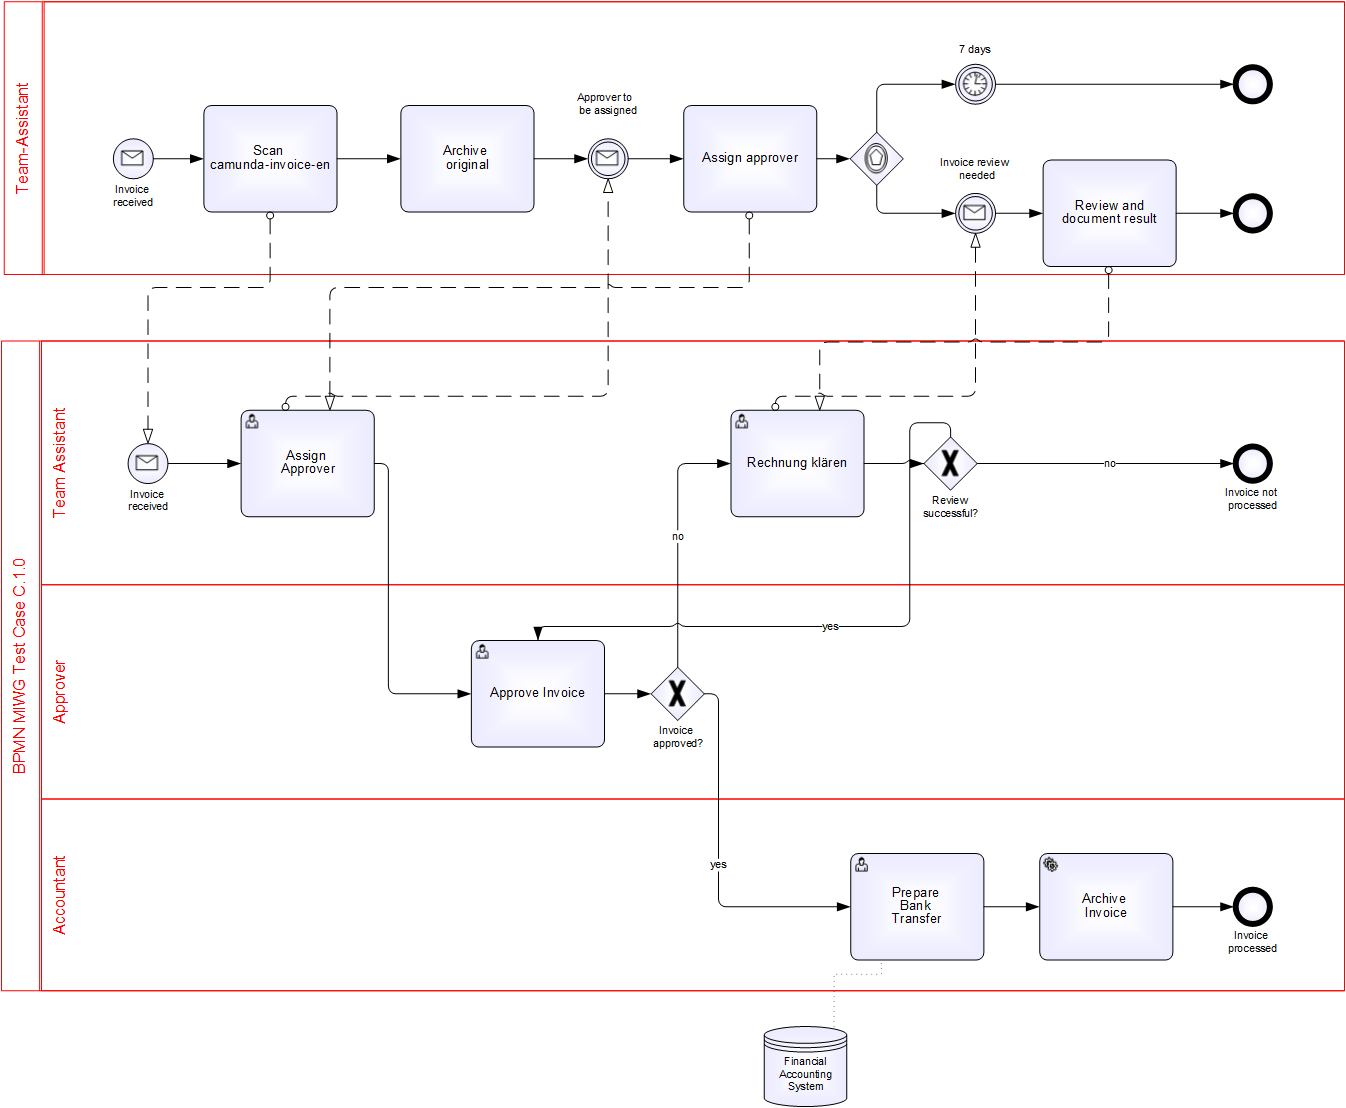 Team-Assistant
7 days
Approver to
be assigned
Scan
camunda-invoice-en
Archive
original
Assign approver
Invoice review
needed
Review and
document result
Invoice
received
BPMN MIWG Test Case C.1.0
Team Assistant
Assign
Approver
Rechnung klären
no
Invoice
received
Review
successful?
Invoice not
processed
no
yes
Approver
Approve Invoice
Invoice
approved?
yes
Accountant
Prepare
Bank
Transfer
Archive
Invoice
Invoice
processed
Financial
Accounting
System